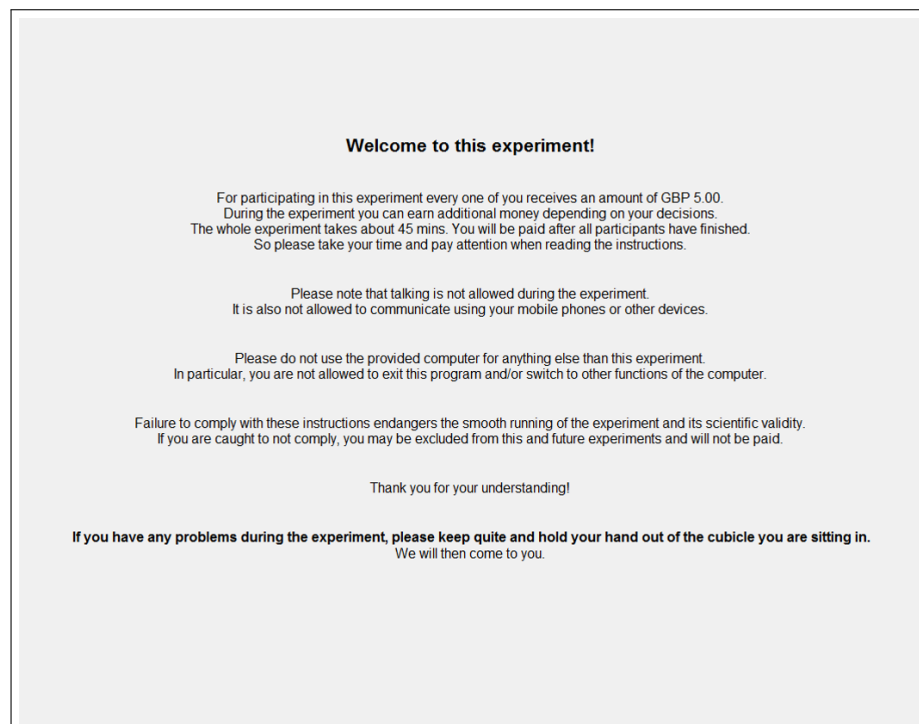 Welcome to this experiment!
For participating in this experiment every one of you receives an amount of GBP 5.00.
During the experiment you can earn additional money depending on your decisions.
The whole experiment takes about 45 mins. You will be paid after all participants have finished.
So please take your time and pay attention when reading the instructions.
Please note that talking is not allowed during the experiment.
It is also not allowed to communicate using your mobile phones or other devices.
Please do not use the provided computer for anything else than this experiment.
In particular, you are not allowed to exit this program and/or switch to other functions of the computer.
Failure to comply with these instructions endangers the smooth running of the experiment and its scientific validity.
If you are caught to not comply, you may be excluded from this and future experiments and will not be paid.
Thank you for your understanding!
If you have any problems during the experiment, please keep quite and hold your hand out of the cubicle you are sitting in.
We will then come to you.